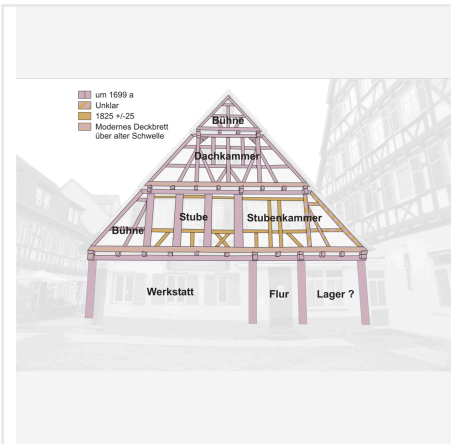 um 1699 a
Unklar
1825 +/-25
Modernes Deckbrett
über alter Schwelle
Bühne
Dachkammer
Stube
Stubenkammer
Bühne
Werkstatt
Flur
Lager ?